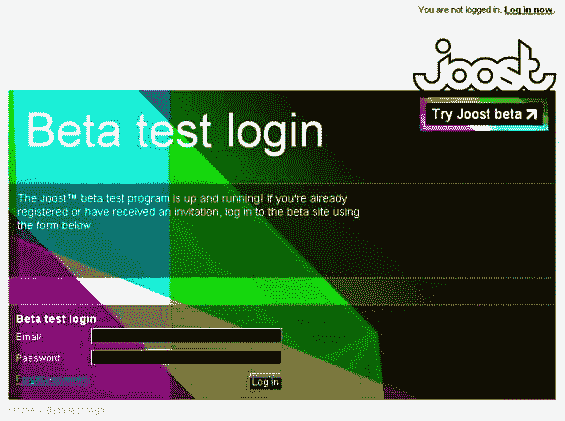 You are not logged in. Log in now.
joost
Try Joost beta
Beta test login
The Joost™ beta test program is up and running! If you're already
registered or have received an invitation, log in to the beta site using
the form below
Beta test login
Email
Password
Log in